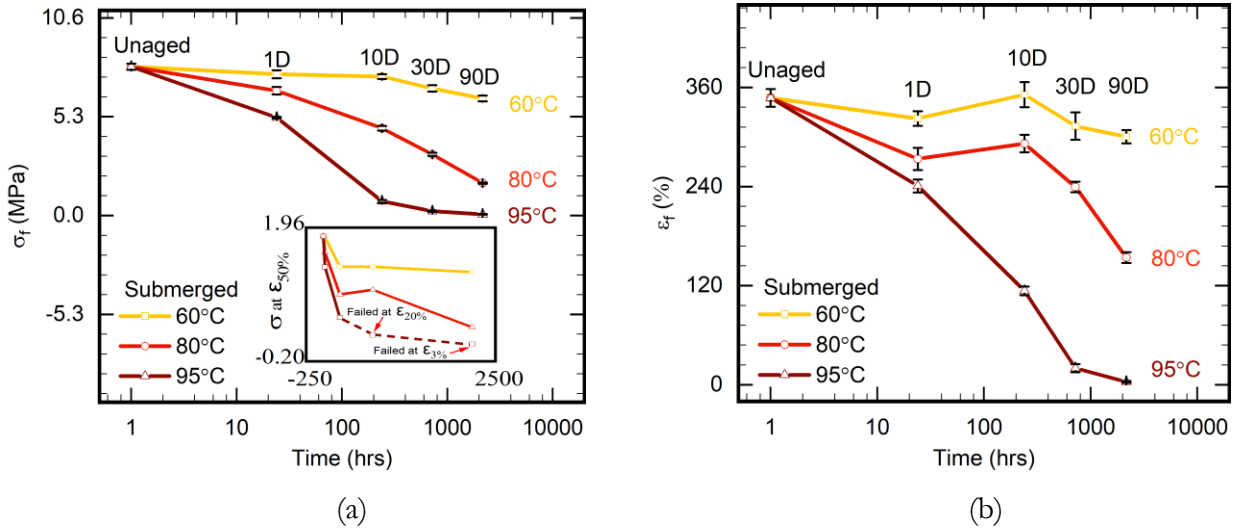 10.6
5.3
0.0
-5.3
σf (MPa)
Unaged
1D
10D
30D
90D
60°C
80°C
95°C
Submerged
60°C
80°C
95°C
1.96
-0.20
σ at ε50%
Failed at ε20%
Failed at ε3%
-250
2500
1
10
100
1000
10000
Time (hrs)
(a)
360
240
120
0
εf (%)
Unaged
1D
10D
30D
90D
60°C
80°C
95°C
Submerged
60°C
80°C
95°C
1
10
100
1000
10000
Time (hrs)
(b)